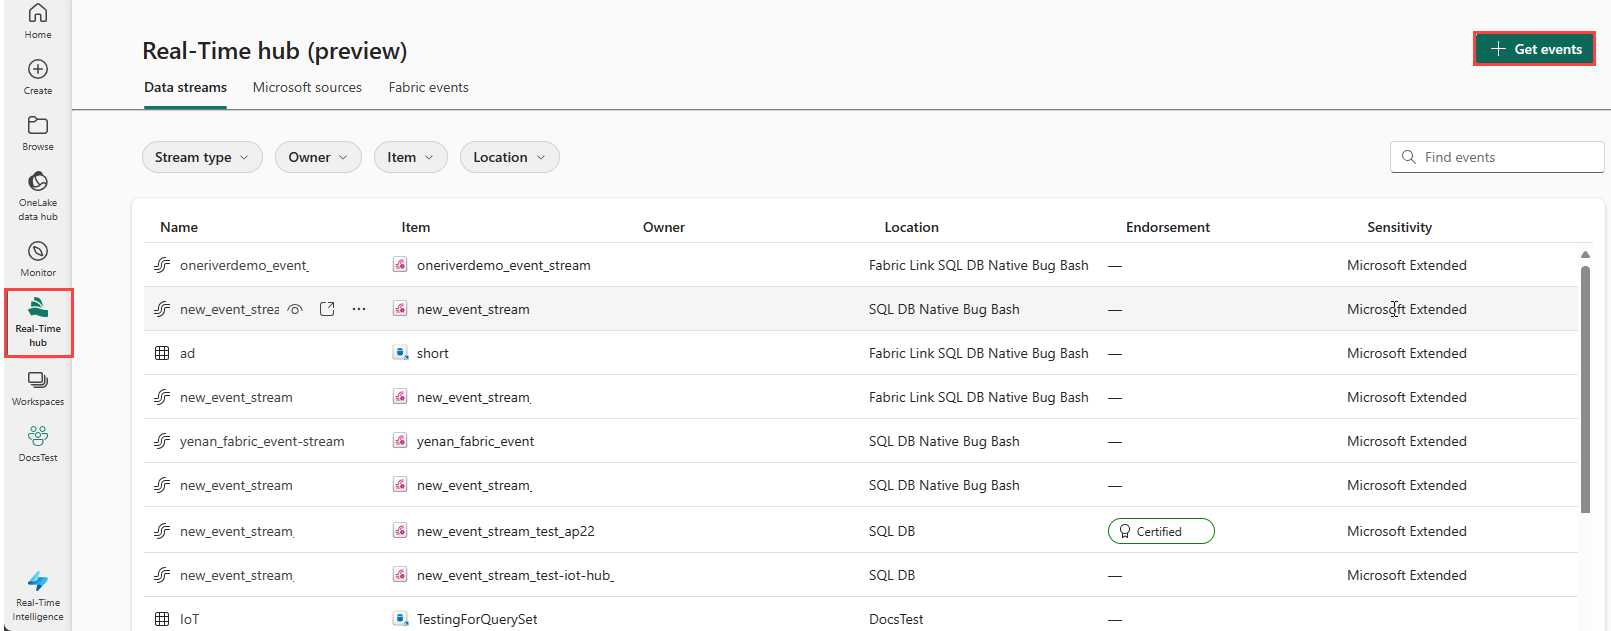 Home
Create
Browse
OneLake
data hub
Monitor
Real-Time
hub
Workspaces
DocsTest
Real-Time
Intelligence
Real-Time hub (preview)
Get events
Data streams Microsoft sources Fabric events
Stream type Owner Item Location
Find events
Name Item Owner Location Endorsement Sensitivity
oneriverdemo_event_ oneriverdemo_event_stream Fabric Link SQL DB Native Bug Bash — Microsoft Extended
new_event_strea ... new_event_stream SQL DB Native Bug Bash — Microsoft Extended
ad short Fabric Link SQL DB Native Bug Bash — Microsoft Extended
new_event_stream new_event_stream_ Fabric Link SQL DB Native Bug Bash — Microsoft Extended
yenan_fabric_event-stream yenan_fabric_event SQL DB Native Bug Bash — Microsoft Extended
new_event_stream new_event_stream_ SQL DB Native Bug Bash — Microsoft Extended
new_event_stream_ new_event_stream_test_ap22 SQL DB Certified Microsoft Extended
new_event_stream_ new_event_stream_test-iot-hub_ SQL DB — Microsoft Extended
IoT TestingForQuerySet DocsTest —